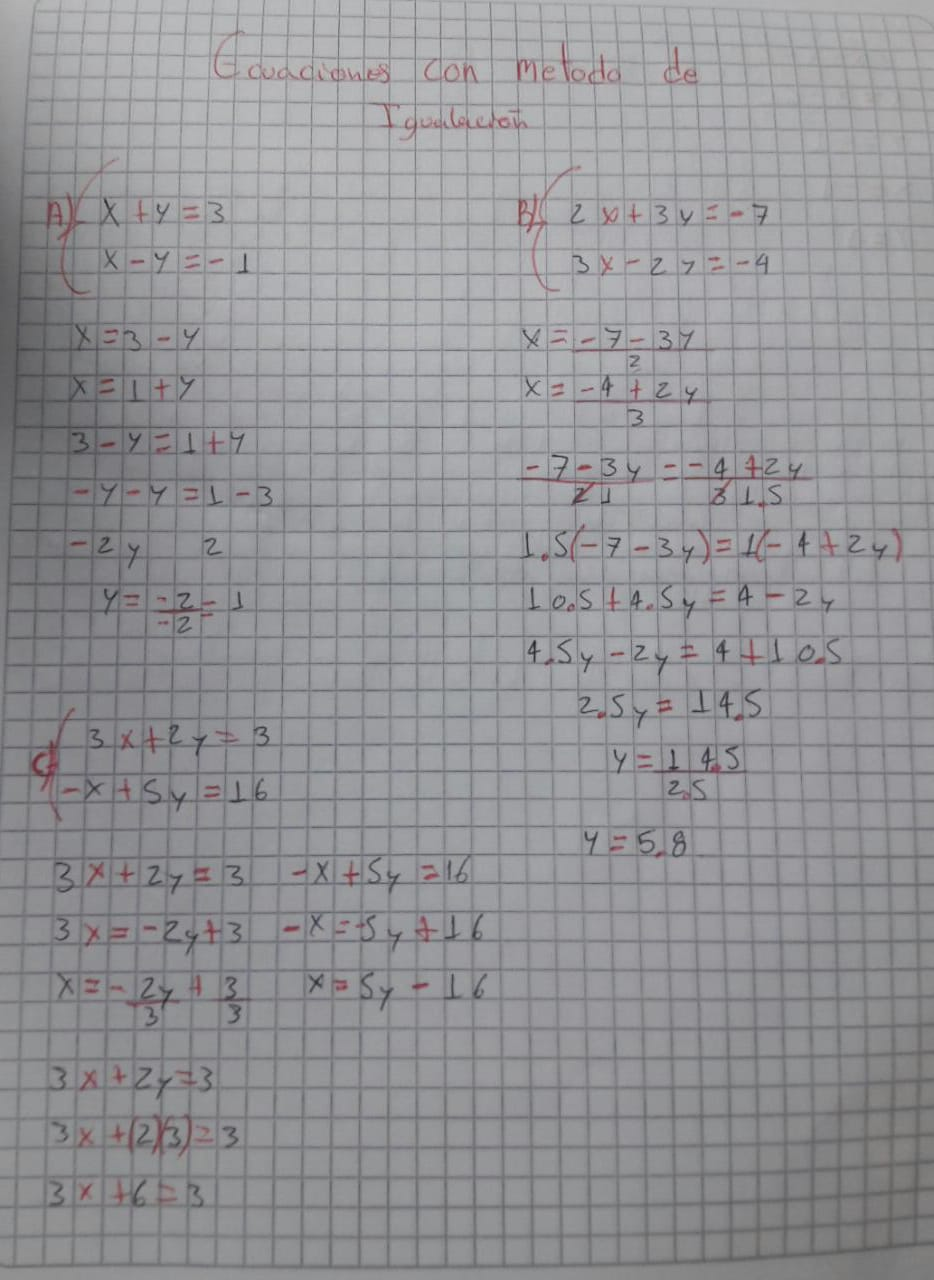 Ecuaciones con metodo de
Igualación
A) x + y = 3
x - y = - 1
x = 3 - y
x = 1 + y
3 - y = 1 + y
- y - y = 1 - 3
- 2y 2
y = -2/-2 = 1
B) 2x + 3y = -7
3x - 2y = -4
x = -7 - 3y/2
x = -4 + 2y/3
-7 - 3y/2 1 = -4 + 2y/3 1.5
1.5(-7 - 3y) = 1(-4 + 2y)
10.5 + 4.5y = 4 - 2y
4.5y - 2y = 4 + 10.5
2.5y = 14.5
y = 14.5/2.5
y = 5.8
C) 3x + 2y = 3
-x + 5y = 16
3x + 2y = 3 -x + 5y = 16
3x = -2y + 3 -x = -5y + 16
x = - 2y/3 + 3/3 x = 5y - 16
3x + 2y = 3
3x + (2)(3) = 3
3x + 6 = 3